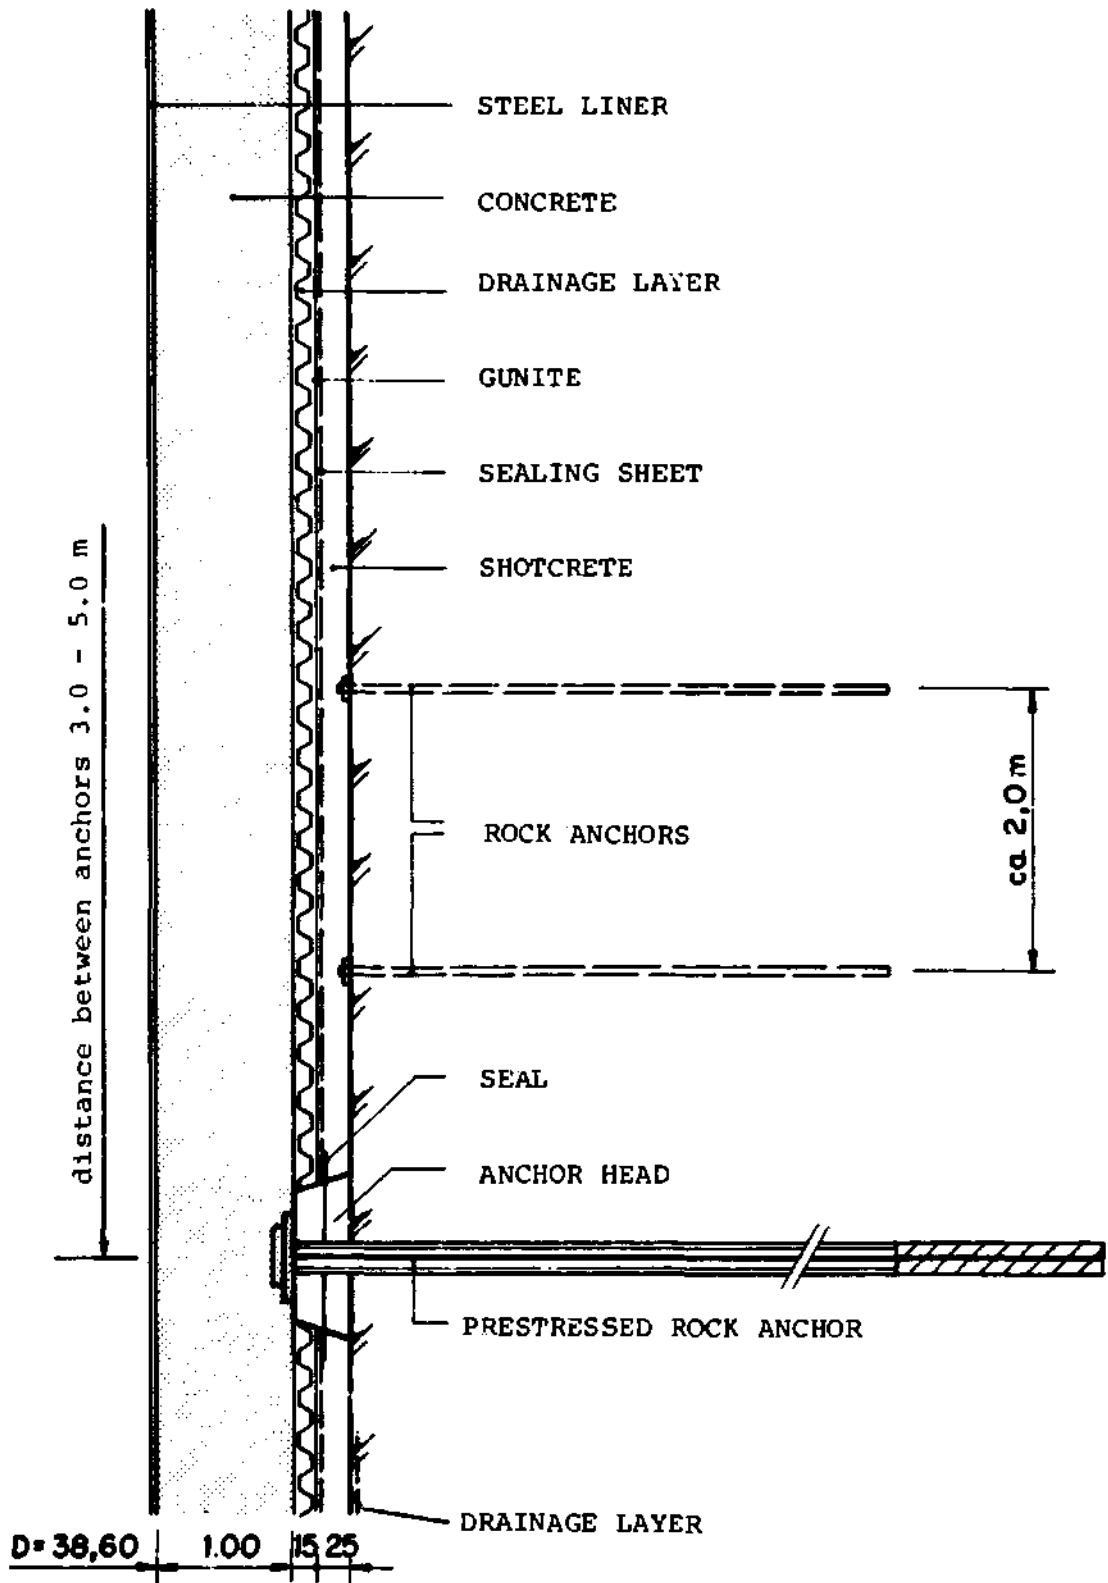 STEEL LINER
CONCRETE
DRAINAGE LAYER
GUNITE
SEALING SHEET
SHOTCRETE
distance between anchors 3.0 - 5.0 m
ROCK ANCHORS
ca 2,0 m
SEAL
ANCHOR HEAD
PRESTRESSED ROCK ANCHOR
DRAINAGE LAYER
D= 38,60 1.00 15 25